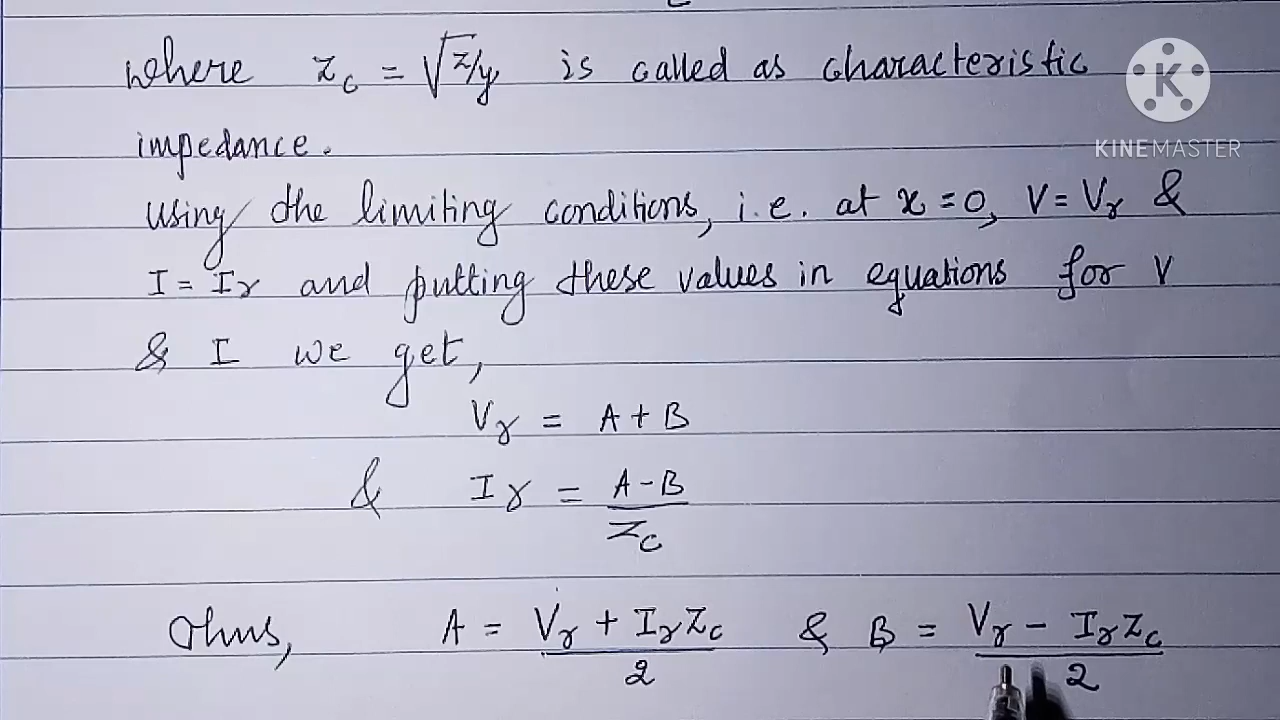 where Zc = √z/y is called as characteristic
impedance.
K
KINEMASTER
using the limiting conditions, i.e. at x = 0, V = Vr &
I = Ir and putting these values in equations for V
& I we get,
Vr = A + B
& Ir = A - B / Zc
Thus, A = Vr + IrZc / 2 & B = Vr - IrZc / 2